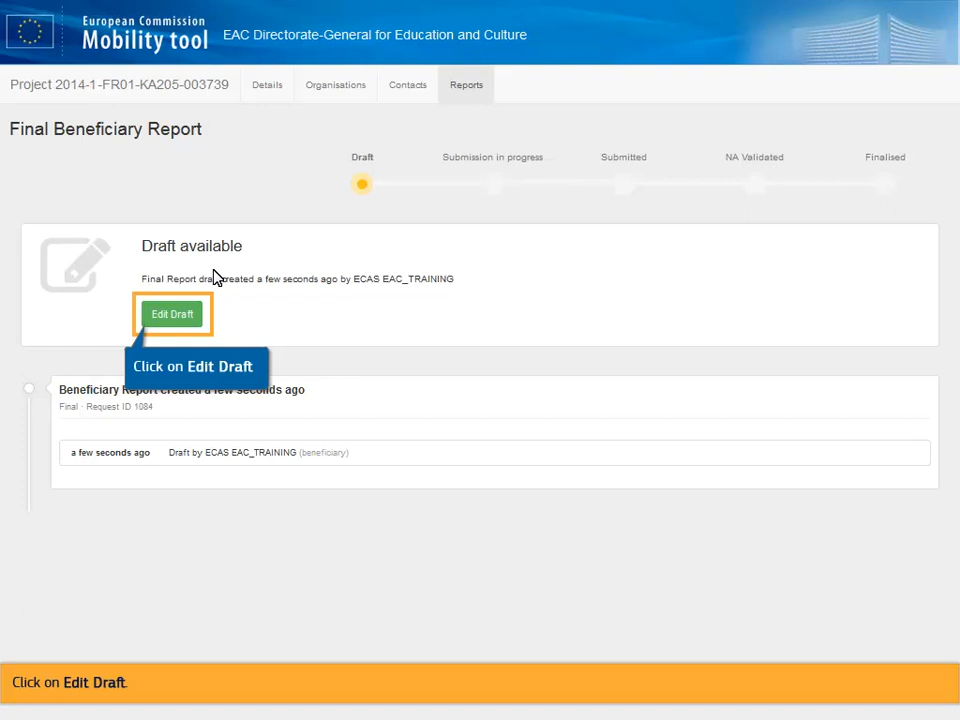 European Commission
Mobility tool
EAC Directorate-General for Education and Culture
Project 2014-1-FR01-KA205-003739
Details
Organisations
Contacts
Reports
Final Beneficiary Report
Draft
Submission in progress
Submitted
NA Validated
Finalised
Draft available
Final Report draft created a few seconds ago by ECAS EAC_TRAINING
Edit Draft
Click on Edit Draft
Beneficiary Report created a few seconds ago
Final · Request ID 1084
a few seconds ago Draft by ECAS EAC_TRAINING (beneficiary)
Click on Edit Draft.